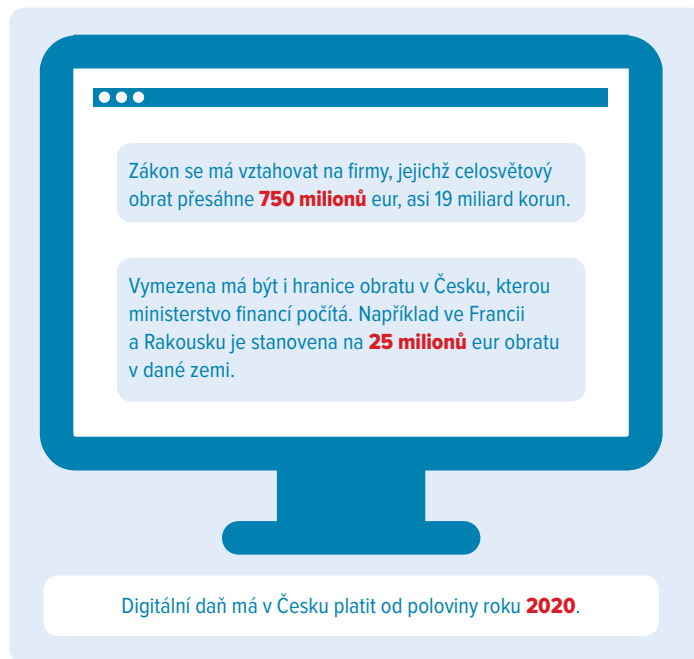 Zákon se má vztahovat na firmy, jejichž celosvětový
obrat přesáhne 750 milionů eur, asi 19 miliard korun.
Vymezena má být i hranice obratu v Česku, kterou
ministerstvo financí počítá. Například ve Francii
a Rakousku je stanovena na 25 milionů eur obratu
v dané zemi.
Digitální daň má v Česku platit od poloviny roku 2020.